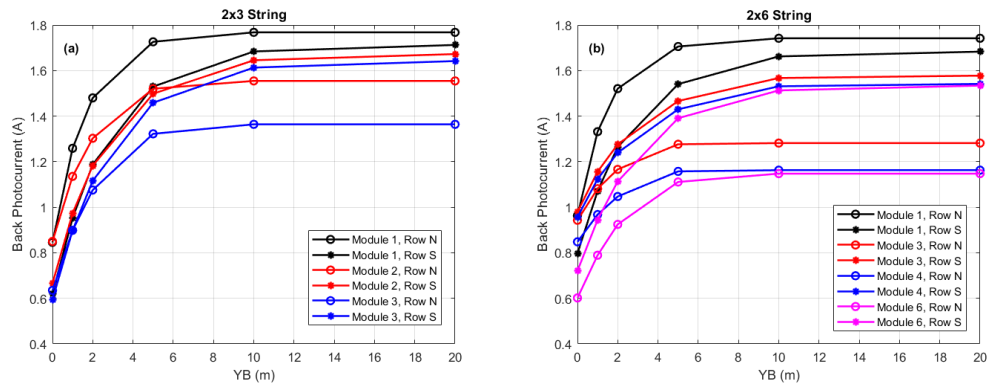 2x3 String
(a)
Back Photocurrent (A)
1.8
1.6
1.4
1.2
1
0.8
0.6
0.4
0 2 4 6 8 10 12 14 16 18 20
YB (m)
Module 1, Row N
Module 1, Row S
Module 2, Row N
Module 2, Row S
Module 3, Row N
Module 3, Row S
2x6 String
(b)
Back Photocurrent (A)
1.8
1.6
1.4
1.2
1
0.8
0.6
0.4
0 2 4 6 8 10 12 14 16 18 20
YB (m)
Module 1, Row N
Module 1, Row S
Module 3, Row N
Module 3, Row S
Module 4, Row N
Module 4, Row S
Module 6, Row N
Module 6, Row S